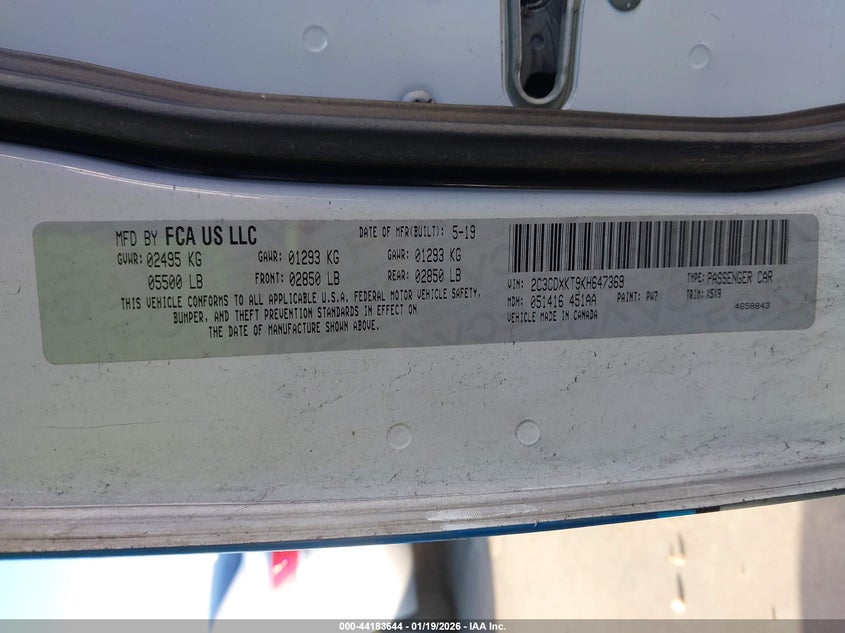 MFD BY FCA US LLC DATE OF MFR(BUILT): 5-19
GVWR: 02495 KG GAWR: 01293 KG GAWR: 01293 KG
05500 LB FRONT: 02850 LB REAR: 02850 LB
THIS VEHICLE CONFORMS TO ALL APPLICABLE U.S.A. FEDERAL MOTOR VEHICLE SAFETY,
BUMPER, AND THEFT PREVENTION STANDARDS IN EFFECT ON
THE DATE OF MANUFACTURE SHOWN ABOVE.
VIN: 2C3CDXKT9KH647369 TYPE: PASSENGER CAR
MDH: 051416 451AA PAINT: PW7 TRIM: X5X9
VEHICLE MADE IN CANADA 4658843
000-44183644 - 01/19/2026 - IAA Inc.